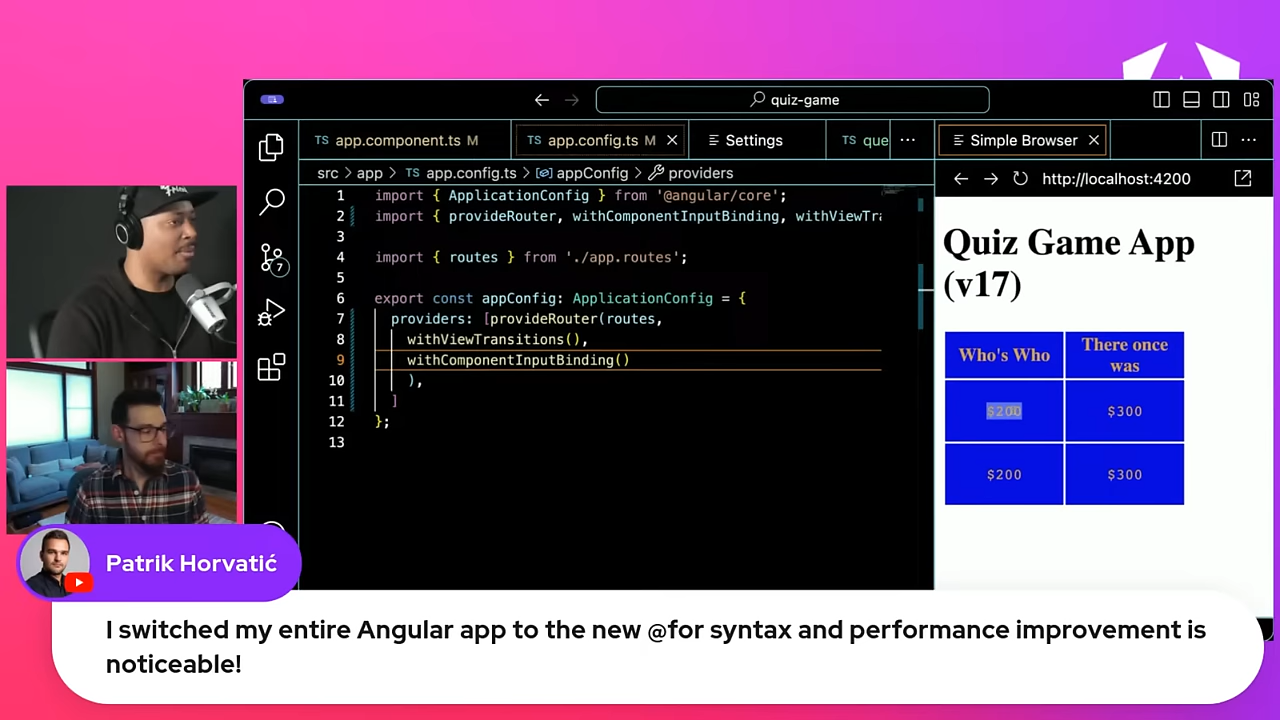 quiz-game
TS app.component.ts M
TS app.config.ts M
Settings
TS que
Simple Browser
src > app > TS app.config.ts > appConfig > providers
http://localhost:4200
1 import { ApplicationConfig } from '@angular/core';
2 import { provideRouter, withComponentInputBinding, withViewTra
3
4 import { routes } from './app.routes';
5
6 export const appConfig: ApplicationConfig = {
7 providers: [provideRouter(routes,
8 withViewTransitions(),
9 withComponentInputBinding()
10 ),
11 ]
12 };
13
7
Quiz Game App
(v17)
Who's Who
There once
was
$200
$300
$200
$300
Patrik Horvatić
I switched my entire Angular app to the new @for syntax and performance improvement is
noticeable!